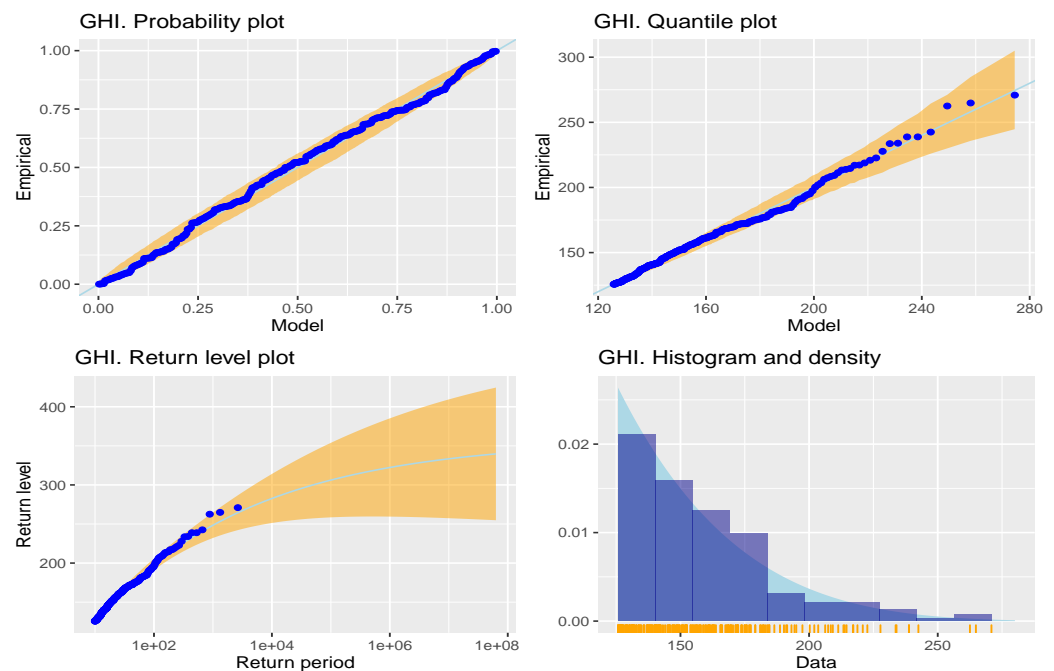 GHI. Probability plot
1.00
0.75
0.50
0.25
0.00
Empirical
0.00 0.25 0.50 0.75 1.00
Model
GHI. Quantile plot
300
250
200
150
Empirical
120 160 200 240 280
Model
GHI. Return level plot
400
300
200
Return level
1e+02 1e+04 1e+06 1e+08
Return period
GHI. Histogram and density
0.02
0.01
0.00
150 200 250
Data